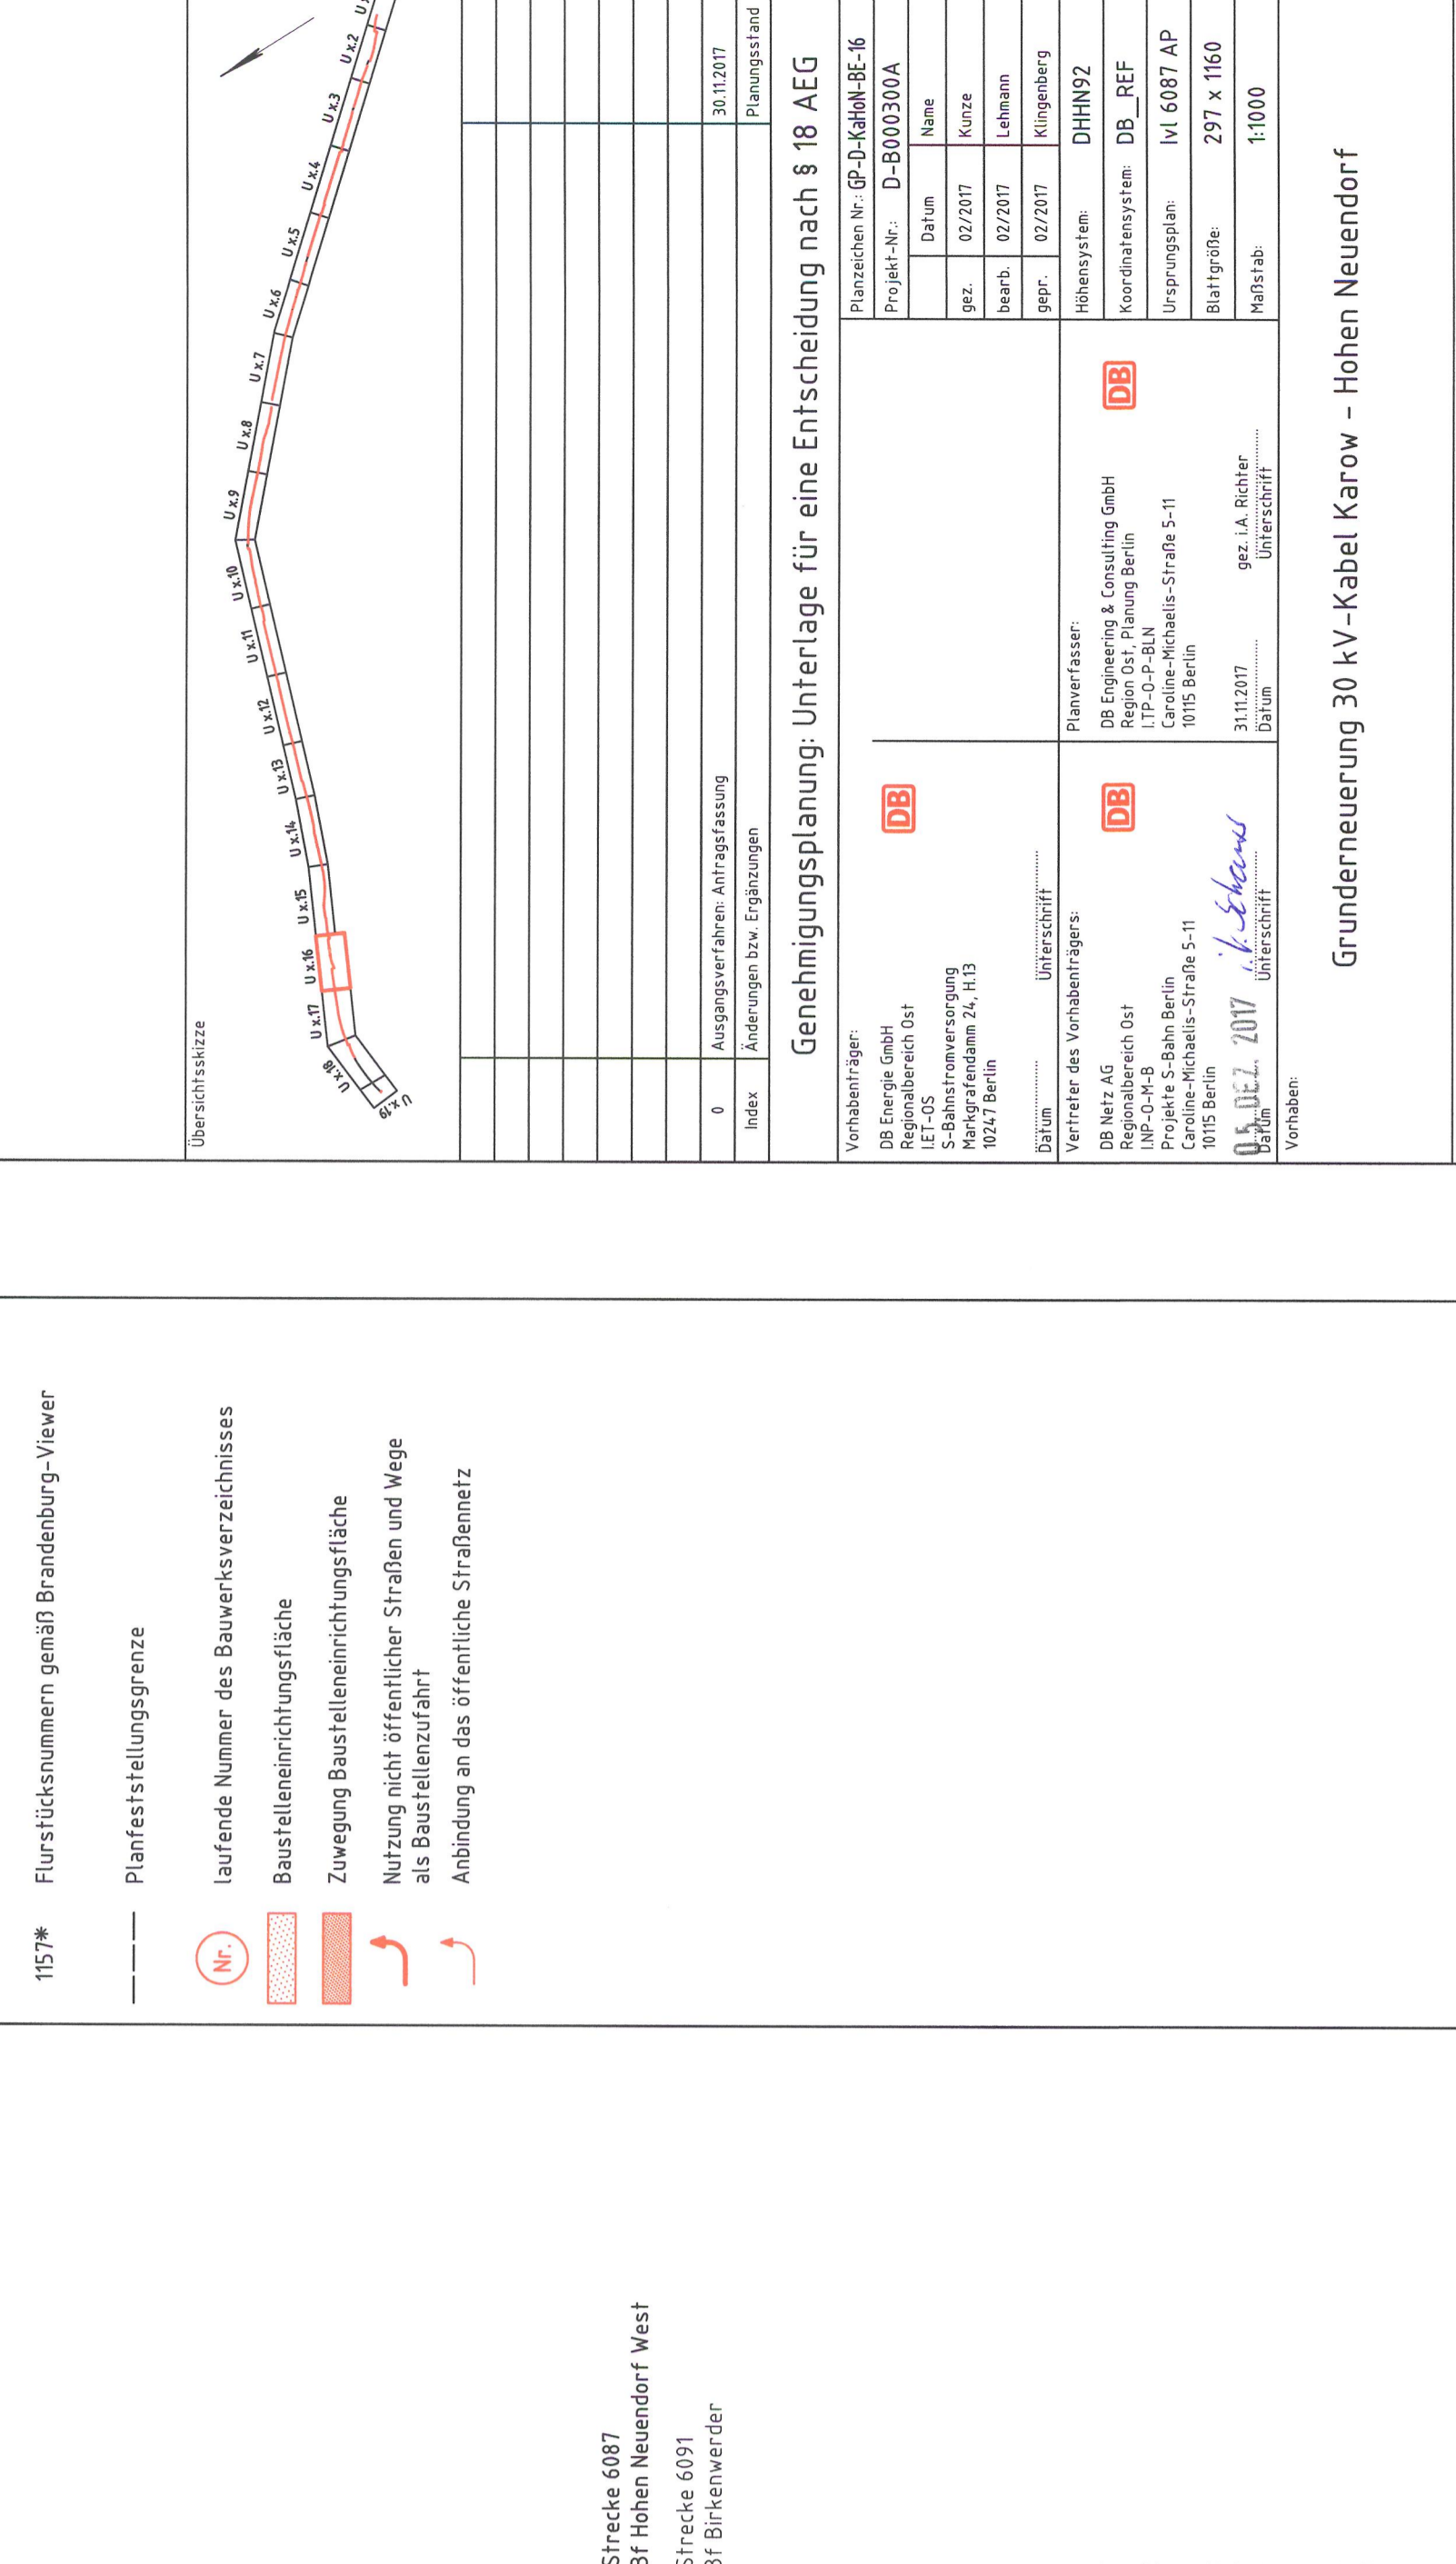 1157* Flurstücksnummern gemäß Brandenburg-Viewer
Planfeststellungsgrenze
Nr. laufende Nummer des Bauwerksverzeichnisses
Baustelleneinrichtungsfläche
Zuwegung Baustelleneinrichtungsfläche
Nutzung nicht öffentlicher Straßen und Wege
als Baustellenzufahrt
Anbindung an das öffentliche Straßennetz
Strecke 6087
Bf Hohen Neuendorf West
Strecke 6091
Bf Birkenwerder
Übersichtsskizze
U x.19
U x.18
U x.17
U x.16
U x.15
U x.14
U x.13
U x.12
U x.11
U x.10
U x.9
U x.8
U x.7
U x.6
U x.5
U x.4
U x.3
U x.2
0 Ausgangsverfahren: Antragsfassung 30.11.2017
Index Änderungen bzw. Ergänzungen Planungsstand
Genehmigungsplanung: Unterlage für eine Entscheidung nach § 18 AEG
Vorhabenträger:
DB
DB Energie GmbH
Regionalbereich Ost
I.ET-OS
S-Bahnstromversorgung
Markgrafendamm 24, H.13
10247 Berlin
Datum Unterschrift
Planzeichen Nr.: GP-D-KaHoN-BE-16
Projekt-Nr.: D-B000300A
Datum Name
gez. 02/2017 Kunze
bearb. 02/2017 Lehmann
gepr. 02/2017 Klingenberg
Vertreter des Vorhabenträgers:
DB
DB Netz AG
Regionalbereich Ost
I.NP-O-M-B
Projekte S-Bahn Berlin
Caroline-Michaelis-Straße 5-11
10115 Berlin
05. DEZ. 2017
Datum Unterschrift
Planverfasser:
DB
DB Engineering & Consulting GmbH
Region Ost, Planung Berlin
I.TP-O-P-BLN
Caroline-Michaelis-Straße 5-11
10115 Berlin
31.11.2017 gez. i.A. Richter
Datum Unterschrift
Höhensystem: DHHN92
Koordinatensystem: DB_REF
Ursprungsplan: Ivl 6087 AP
Blattgröße: 297 x 1160
Maßstab: 1:1000
Vorhaben:
Grunderneuerung 30 kV-Kabel Karow - Hohen Neuendorf